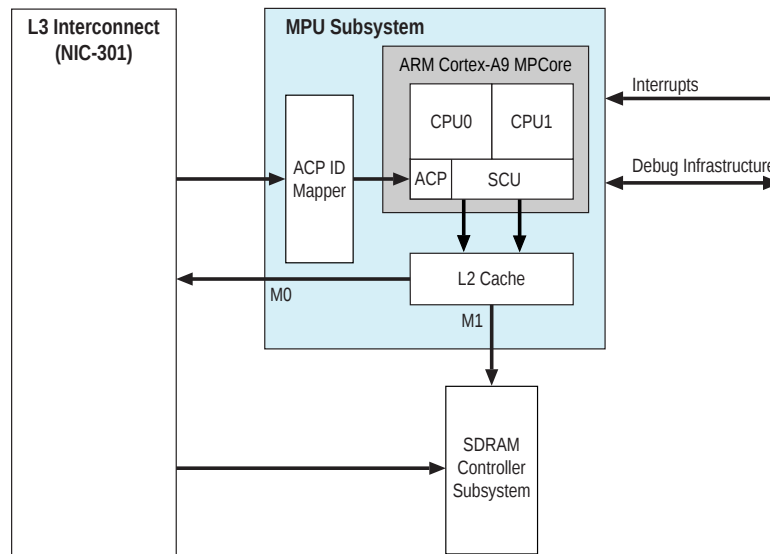 L3 Interconnect
(NIC-301)
MPU Subsystem
ARM Cortex-A9 MPCore
CPU0
CPU1
Interrupts
ACP ID
Mapper
ACP
SCU
Debug Infrastructure
L2 Cache
M0
M1
SDRAM
Controller
Subsystem